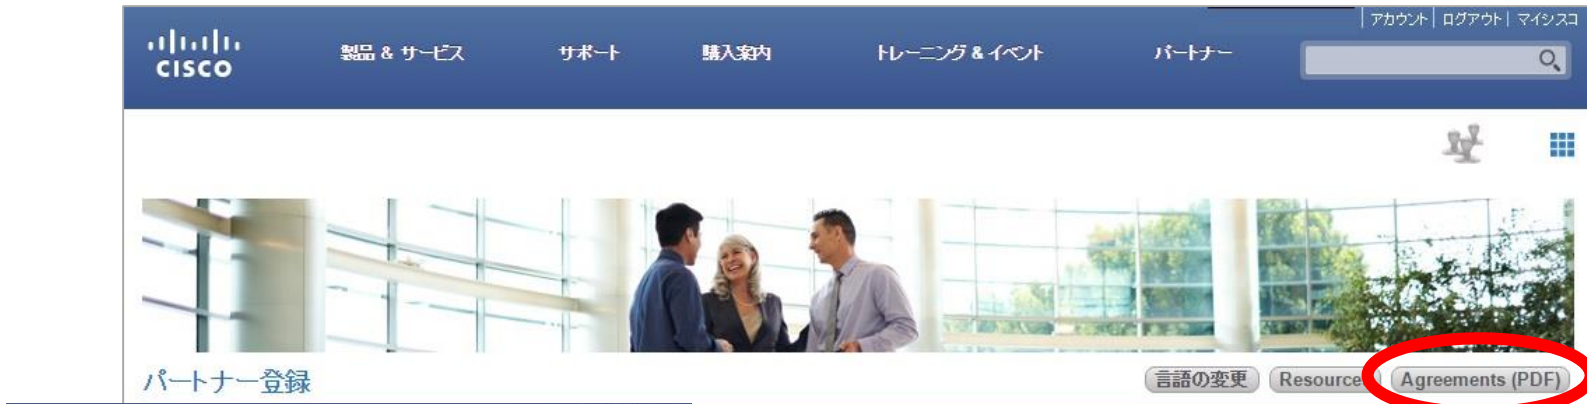 アカウント | ログアウト | マイシスコ
CISCO
製品 & サービス サポート 購入案内 トレーニング & イベント パートナー
パートナー登録
言語の変更 Resource Agreements (PDF)